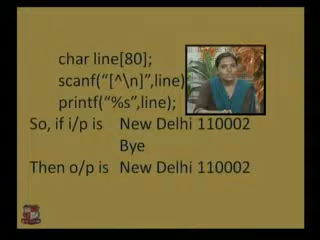 char line[80];
scanf(“[^\n]”,line)
printf(“%s”,line);
So, if i/p is New Delhi 110002
Bye
Then o/p is New Delhi 110002